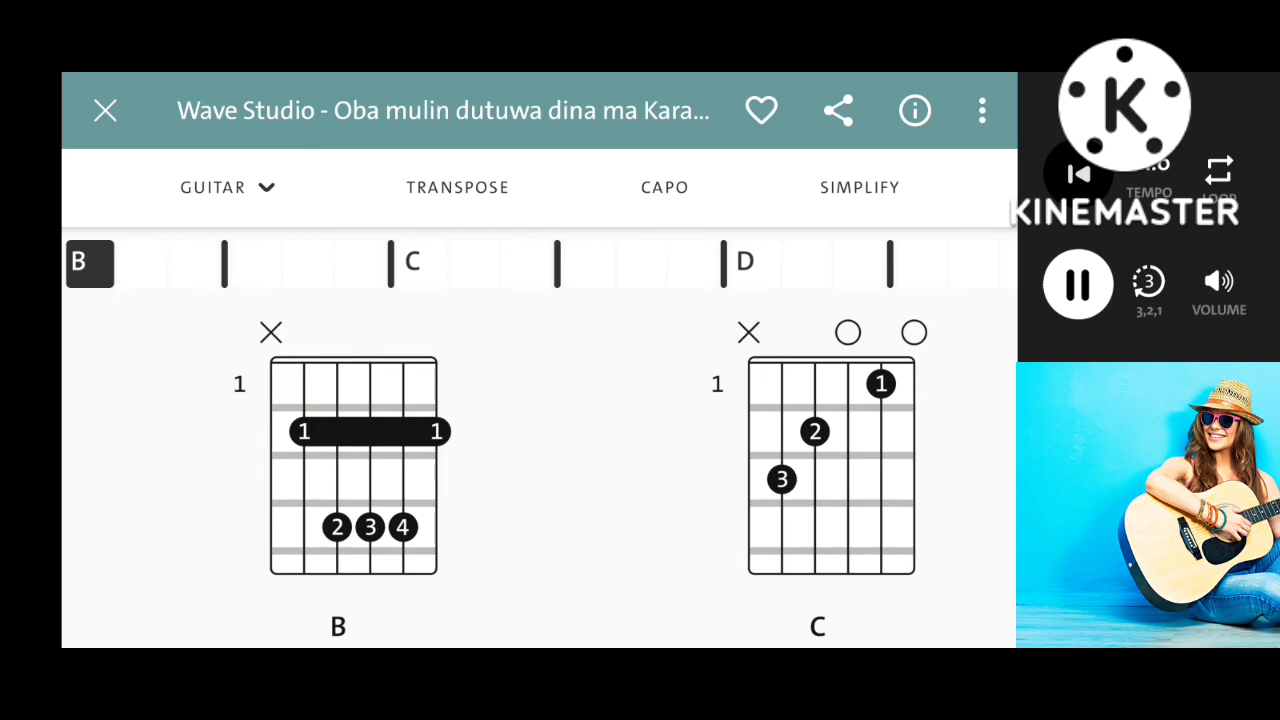 Wave Studio - Oba mulin dutuwa dina ma Kara...
GUITAR TRANSPOSE CAPO SIMPLIFY
B C D
1 1
1 1 2 3 4
1 2 3
B C
K
KINEMASTER
TEMPO LOOP
3
3,2,1 VOLUME